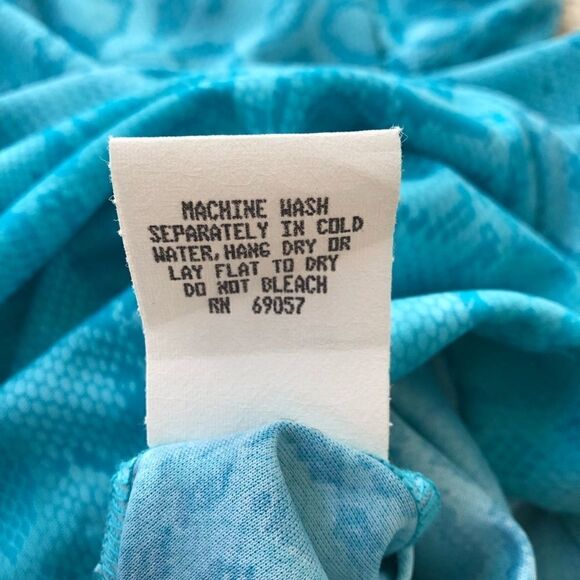 MACHINE WASH
SEPARATELY IN COLD
WATER, HANG DRY OR
LAY FLAT TO DRY
DO NOT BLEACH
RN 69057